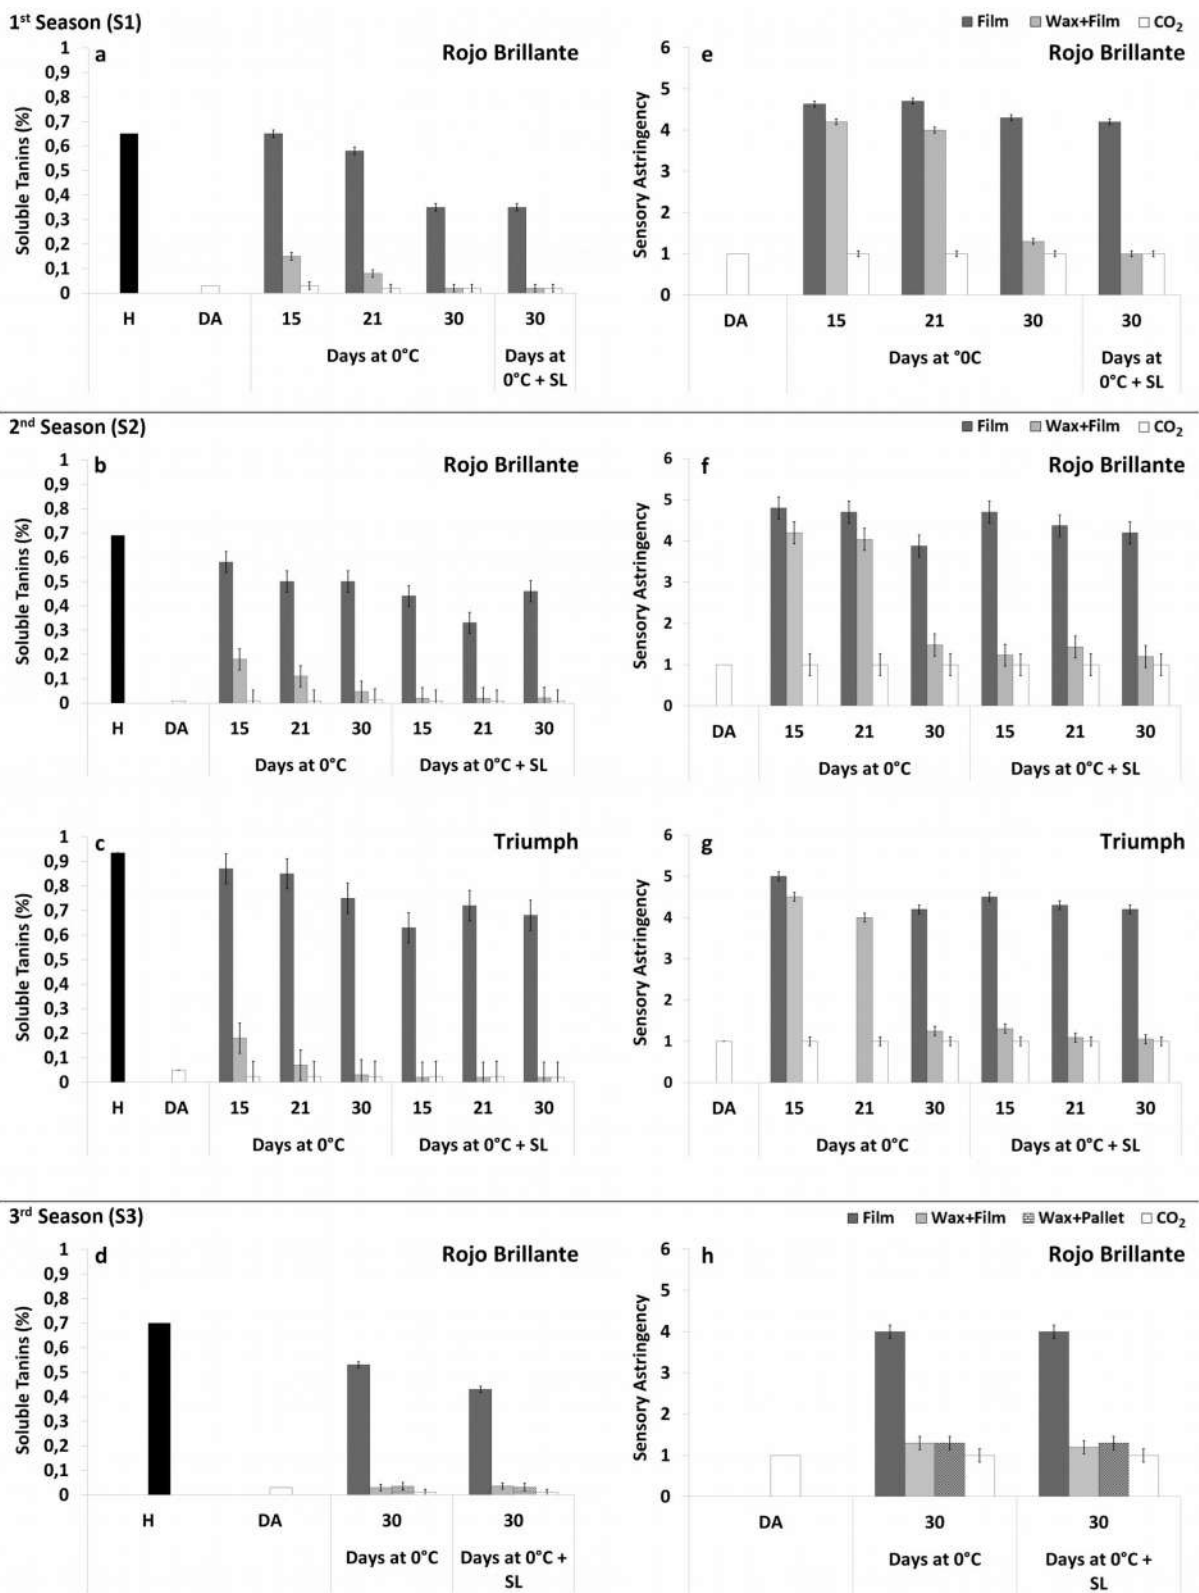 1st Season (S1)
Film Wax+Film CO2
a Rojo Brillante
Soluble Tanins (%)
1
0,9
0,8
0,7
0,6
0,5
0,4
0,3
0,2
0,1
0
H DA 15 21 30 30
Days at 0°C Days at
0°C + SL
e Rojo Brillante
Sensory Astringency
6
5
4
3
2
1
0
DA 15 21 30 30
Days at °0C Days at
0°C + SL
2nd Season (S2)
Film Wax+Film CO2
b Rojo Brillante
Soluble Tanins (%)
1
0,9
0,8
0,7
0,6
0,5
0,4
0,3
0,2
0,1
0
H DA 15 21 30 15 21 30
Days at 0°C Days at 0°C + SL
f Rojo Brillante
Sensory Astringency
6
5
4
3
2
1
0
DA 15 21 30 15 21 30
Days at 0°C Days at 0°C + SL
c Triumph
Soluble Tanins (%)
1
0,9
0,8
0,7
0,6
0,5
0,4
0,3
0,2
0,1
0
H DA 15 21 30 15 21 30
Days at 0°C Days at 0°C + SL
g Triumph
Sensory Astringency
6
5
4
3
2
1
0
DA 15 21 30 15 21 30
Days at 0°C Days at 0°C + SL
3rd Season (S3)
Film Wax+Film Wax+Pallet CO2
d Rojo Brillante
Soluble Tanins (%)
1
0,9
0,8
0,7
0,6
0,5
0,4
0,3
0,2
0,1
0
H DA 30 30
Days at 0°C Days at 0°C +
SL
h Rojo Brillante
Sensory Astringency
6
5
4
3
2
1
0
DA 30 30
Days at 0°C Days at 0°C +
SL